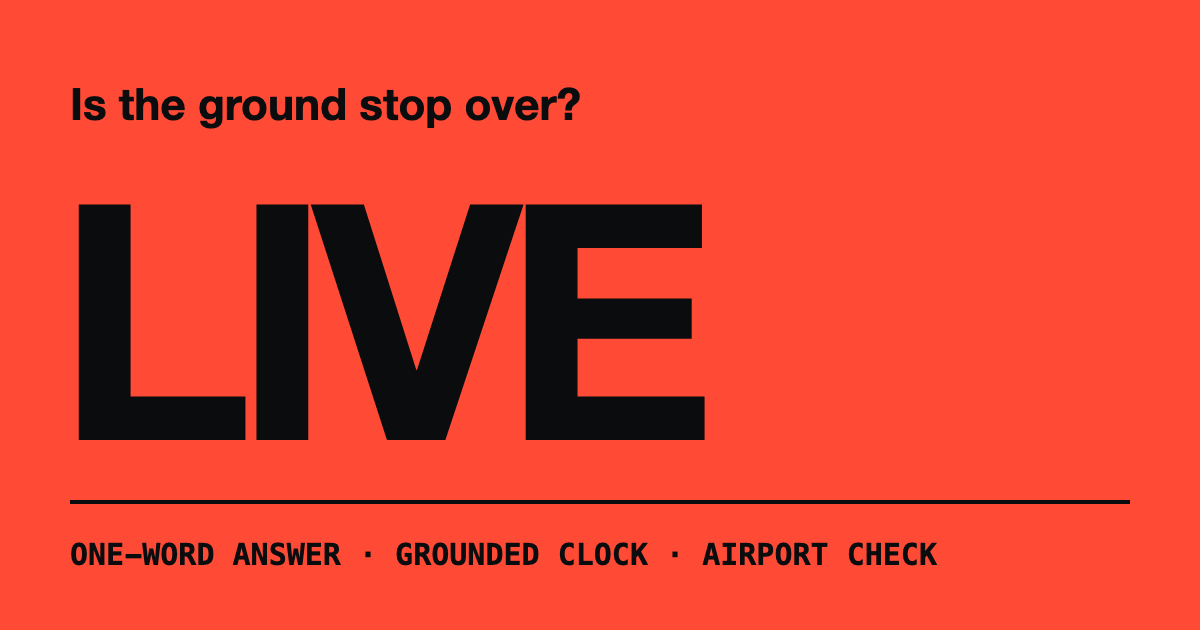 Is the ground stop over?
LIVE
ONE–WORD ANSWER · GROUNDED CLOCK · AIRPORT CHECK